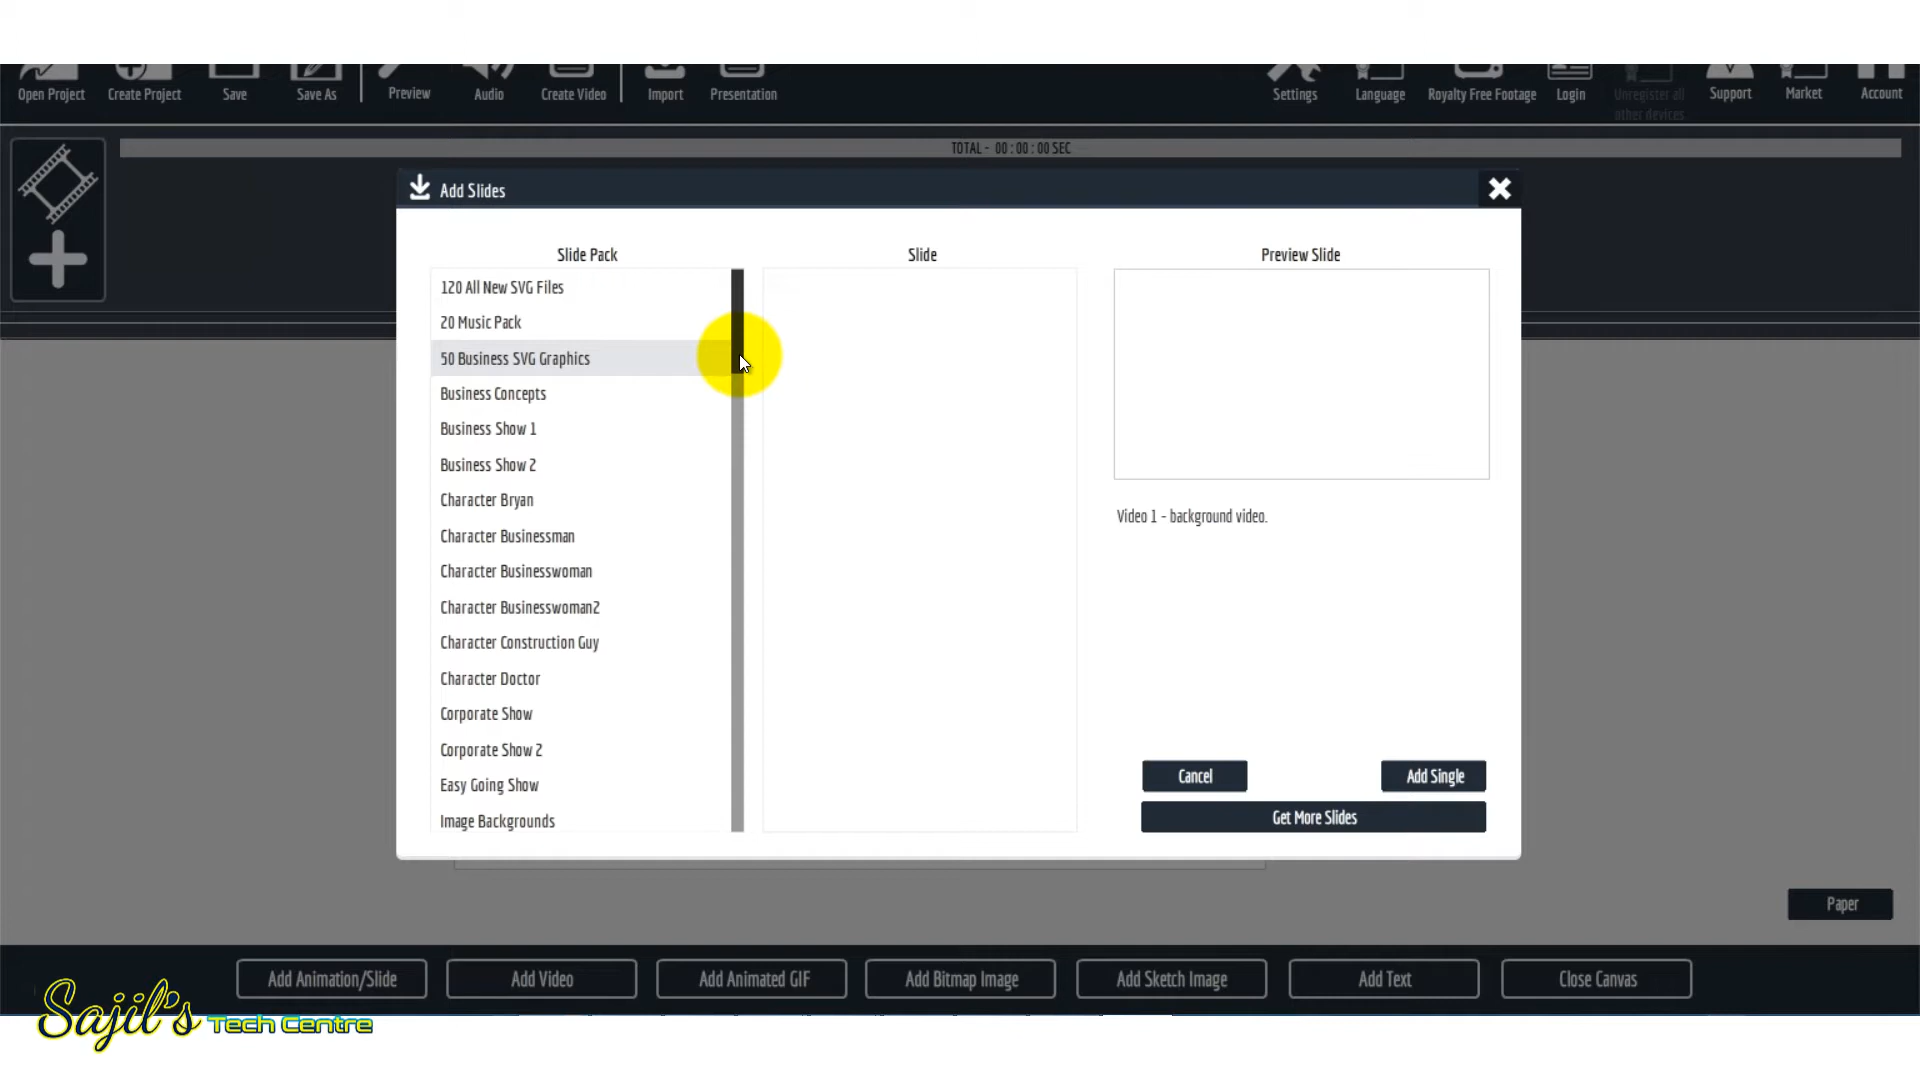 Open Project Create Project Save Save As Preview Audio Create Video Import Presentation Settings Language Royalty Free Footage Login Unregister all other devices Support Market Account
TOTAL - 00 : 00 : 00 SEC
Add Slides
Slide Pack Slide Preview Slide
120 All New SVG Files
20 Music Pack
50 Business SVG Graphics
Business Concepts
Business Show 1
Business Show 2
Character Bryan
Character Businessman
Character Businesswoman
Character Businesswoman2
Character Construction Guy
Character Doctor
Corporate Show
Corporate Show 2
Easy Going Show
Image Backgrounds
Video 1 - background video.
Cancel Add Single
Get More Slides
Paper
Add Animation/Slide Add Video Add Animated GIF Add Bitmap Image Add Sketch Image Add Text Close Canvas
Sajil's Tech Centre